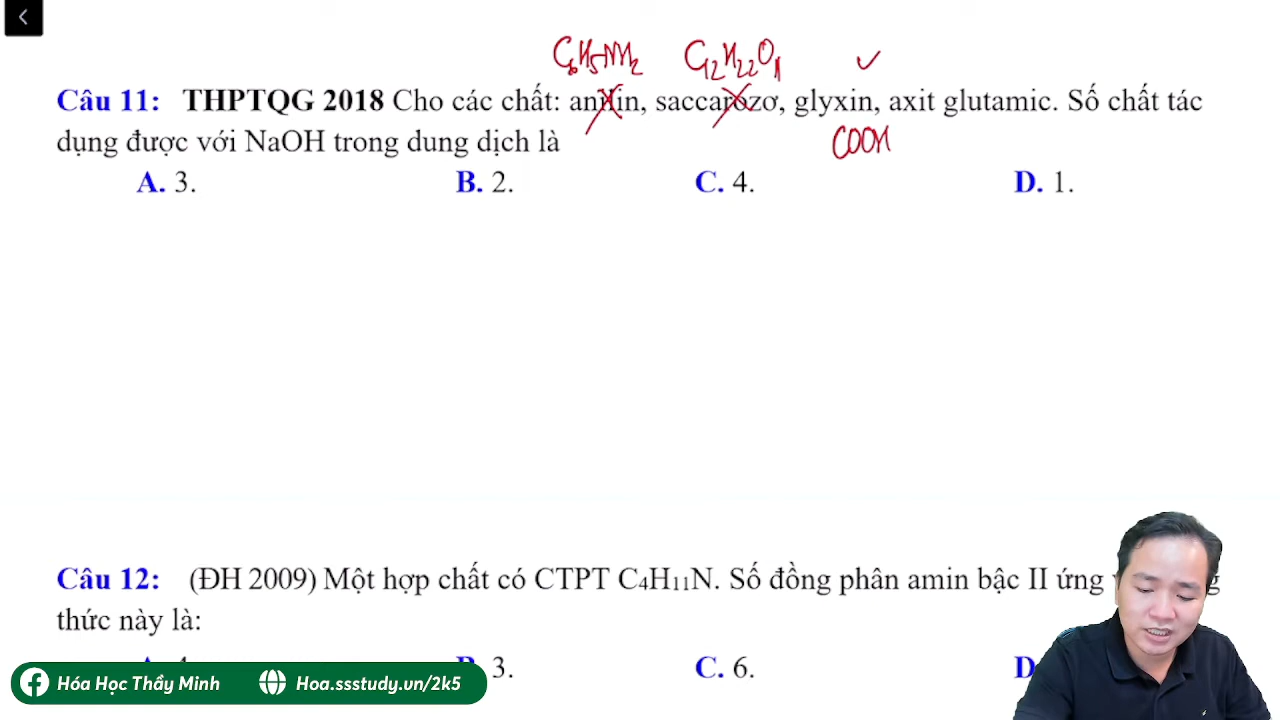 C6H5NH2 C12H22O11
Câu 11: THPTQG 2018 Cho các chất: anilin, saccarozơ, glyxin, axit glutamic. Số chất tác
COOH
dụng được với NaOH trong dung dịch là
A. 3. B. 2. C. 4. D. 1.
Câu 12: (ĐH 2009) Một hợp chất có CTPT C4H11N. Số đồng phân amin bậc II ứng
thức này là:
3. C. 6. D
Hóa Học Thầy Minh Hoa.ssstudy.vn/2k5